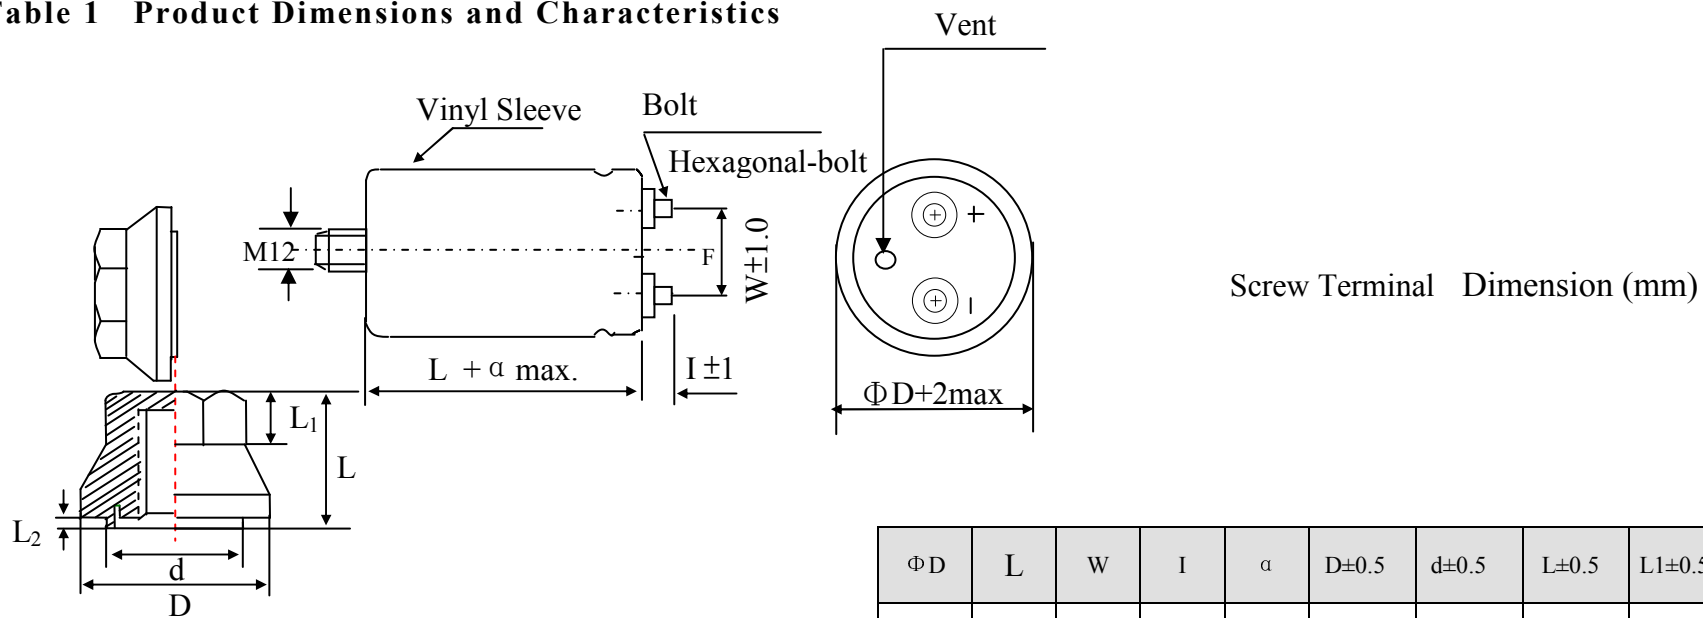 Table 1 Product Dimensions and Characteristics
Vent
Vinyl Sleeve
Bolt
Hexagonal-bolt
M12
F
W±1.0
+
Screw Terminal Dimension (mm)
L +α max.
I ±1
ΦD+2max
L1
L
L2
d
D
ΦD L W I α D±0.5 d±0.5 L±0.5 L1±0.5